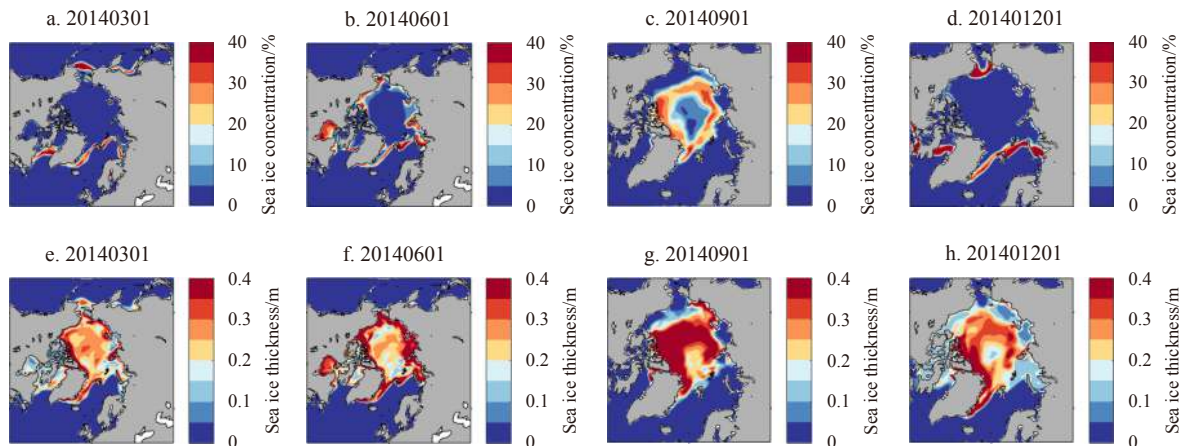 a. 20140301
b. 20140601
c. 20140901
d. 201401201
40
30
20
10
0
Sea ice concentration/%
40
30
20
10
0
Sea ice concentration/%
40
30
20
10
0
Sea ice concentration/%
40
30
20
10
0
Sea ice concentration/%
e. 20140301
f. 20140601
g. 20140901
h. 201401201
0.4
0.3
0.2
0.1
0
Sea ice thickness/m
0.4
0.3
0.2
0.1
0
Sea ice thickness/m
0.4
0.3
0.2
0.1
0
Sea ice thickness/m
0.4
0.3
0.2
0.1
0
Sea ice thickness/m